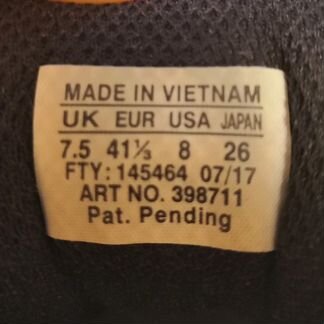 MADE IN VIETNAM
UK EUR USA JAPAN
7.5 41⅓ 8 26
FTY: 145464 07/17
ART NO. 398711
Pat. Pending